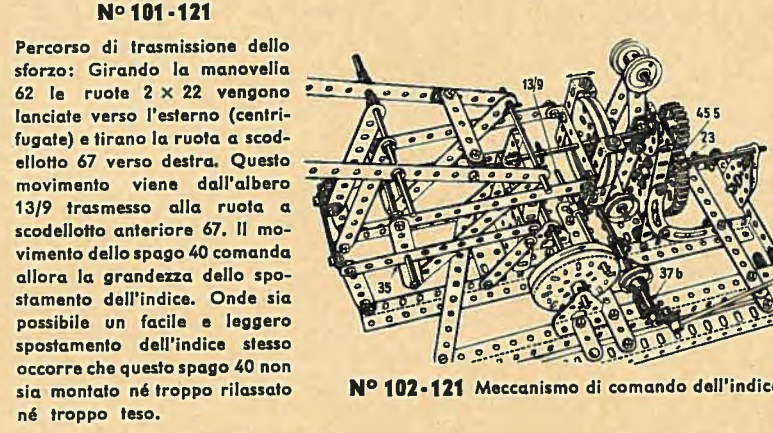 Nº 101-121
Percorso di trasmissione dello
sforzo: Girando la manovella
62 le ruote 2 × 22 vengono
lanciate verso l'esterno (centri-
fugate) e tirano la ruota a scod-
ellotto 67 verso destra. Questo
movimento viene dall'albero
13/9 trasmesso alla ruota a
scodellotto anteriore 67. Il mo-
vimento dello spago 40 comanda
allora la grandezza dello spo-
stamento dell'indice. Onde sia
possibile un facile e leggero
spostamento dell'indice stesso
occorre che questo spago 40 non
sia montato né troppo rilassato
né troppo teso.
13/9
45 5
23
35
37 b
Nº 102-121 Meccanismo di comando dell'indice